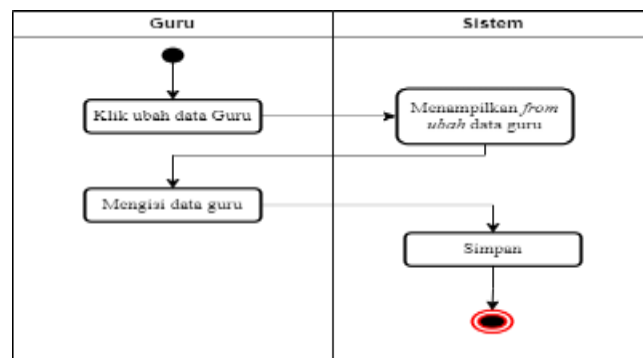 Guru
Sistem
Klik ubah data Guru
Menampilkan from
ubah data guru
Mengisi data guru
Simpan